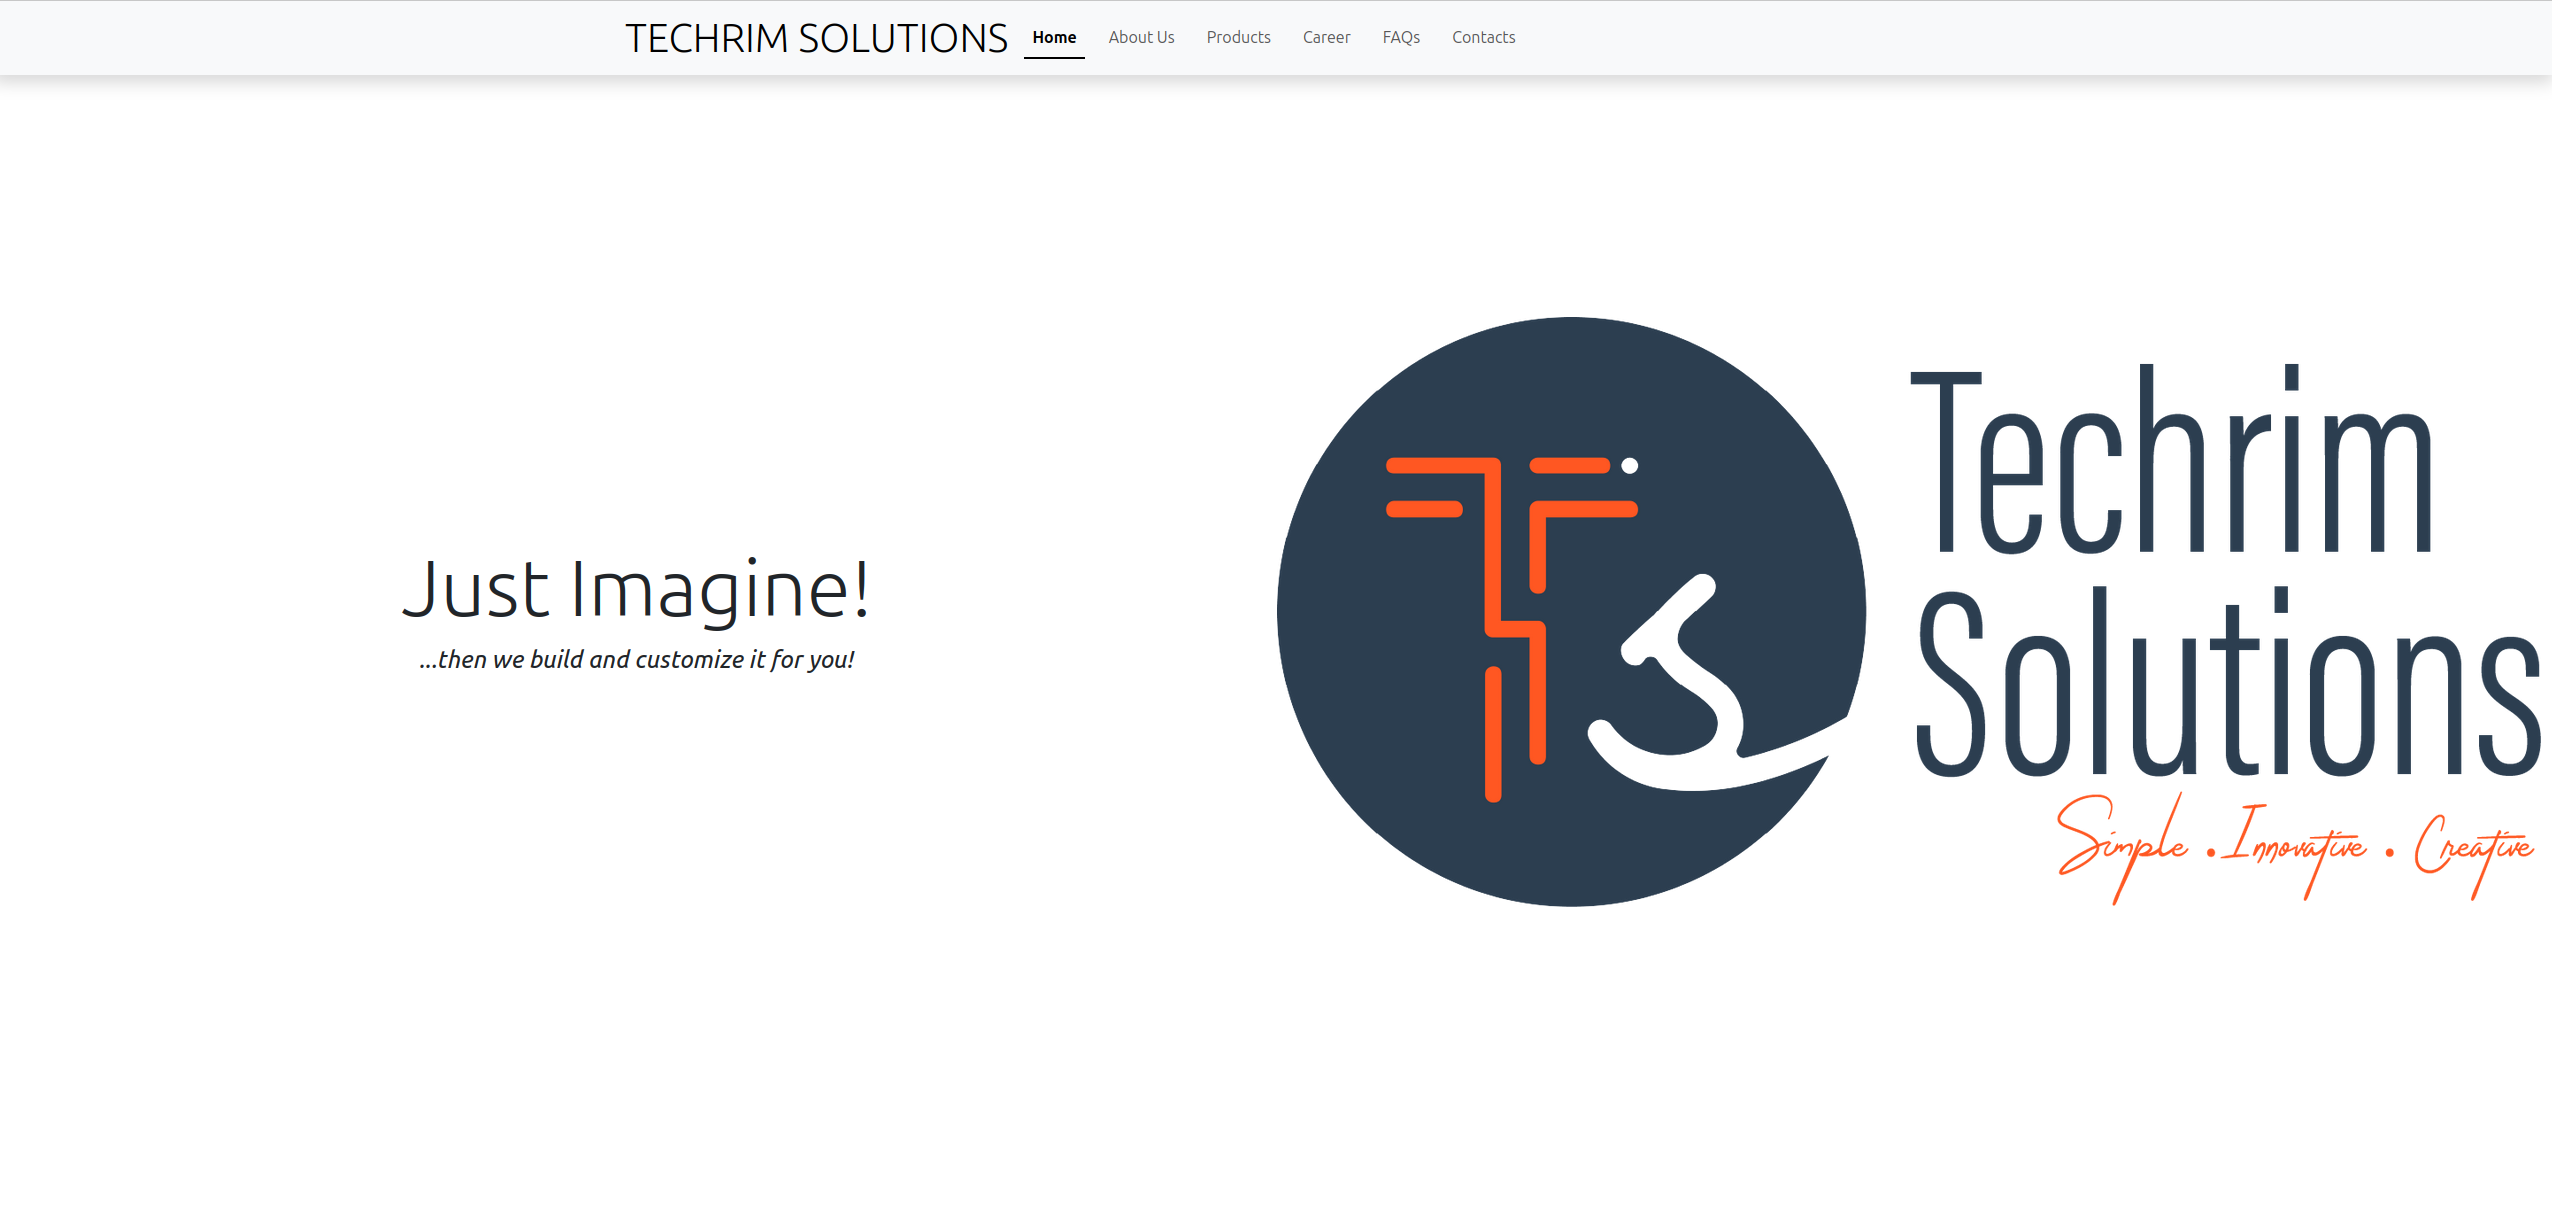 TECHRIM SOLUTIONS Home About Us Products Career FAQs Contacts
Just Imagine!
...then we build and customize it for you!
TS
Techrim
Solutions
Simple . Innovative . Creative